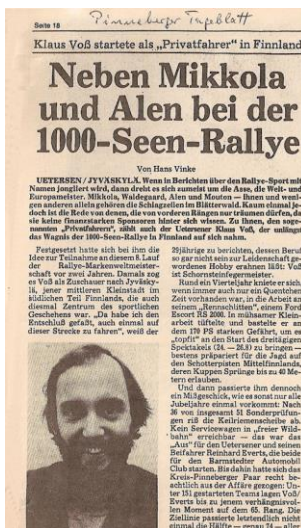 Seite 18
Pinneberger Tageblatt
Klaus Voß startete als „Privatfahrer“ in Finnland
Neben Mikkola
und Alen bei der
1000-Seen-Rallye
Von Hans Vinke
UETERSEN / JYVÄSKYLÄ. Wenn in Berichten über den Rallye-Sport mit
Namen jongliert wird, dann dreht es sich zumeist um die Asse, die Welt- und
Europameister. Mikkola, Waldegaard, Alen und Mouton — Ihnen und weni-
gen anderen allein gehören die Schlagzeilen im Blätterwald. Kaum einmal je-
doch ist die Rede von denen, die von vorderen Rängen nur träumen dürfen, da
sie keine finanzstarken Sponsoren hinter sich wissen. Zu Ihnen, den soge-
nannten „Privatfahrern“, zählt auch der Uetersener Klaus Voß, der unlängst
das Wagnis der 1000-Seen-Rallye in Finnland auf sich nahm.
Festgesetzt hatte sich bei ihm die
Idee zur Teilnahme an diesem 8. Lauf
der Rallye-Markenweltmeister-
schaft vor zwei Jahren. Damals zog
es Voß als Zuschauer nach Jyväsky-
lä, jener mittleren Kleinstadt im
südlichen Teil Finnlands, die auch
diesmal Zentrum des sportlichen
Geschehens war. „Da habe ich den
Entschluß gefaßt, auch einmal auf
dieser Strecke zu fahren“, weiß der
29jährige zu berichten, dessen Beruf
so gar nicht sein zur Leidenschaft ge-
wordenes Hobby erahnen läßt: Voß
ist Schornsteinfegermeister.
Rund ein Vierteljahr kniete er sich,
wenn immer auch nur ein Quentchen
Zeit vorhanden war, in die Arbeit an
seinem „Rennschlitten“, einem Ford
Escort RS 2000. In mühsamer Klein-
arbeit tüftelte und bastelte er an
dem 170 PS starken Gefährt, um es
„topfit“ an den Start des dreitägigen
Spektakels (24. — 26.8) zu bringen —
bestens präpariert für die Jagd auf
den Schotterpisten Mittelfinnlands,
deren Kuppen Sprünge bis zu 40 Me-
tern erlauben.
Und dann passierte ihm dennoch
ein Mißgeschick, wie es sonst nur alle
Jubeljahre einmal vorkommt: Nach
36 von insgesamt 51 Sonderprüfun-
gen riß die Keilriemenscheibe ab.
Kein Servicewagen in „freier Wild-
bahn“ erreichbar — das war das
„Aus“ für den Uetersener und seinen
Beifahrer Reinhard Everts, die beide
für den Barmstedter Automobil
Club starten. Bis dahin hatte sich das
Kreis-Pinneberger Paar recht be-
achtlich aus der Affäre gezogen: Un-
ter 151 gestarteten Teams lagen Voß/
Everts bis zu jenem verhängnisvol-
len Moment auf dem 65. Rang. Die
Ziellinie passierte letztendlich nicht
einmal die Hälfte — genau 74 — aller